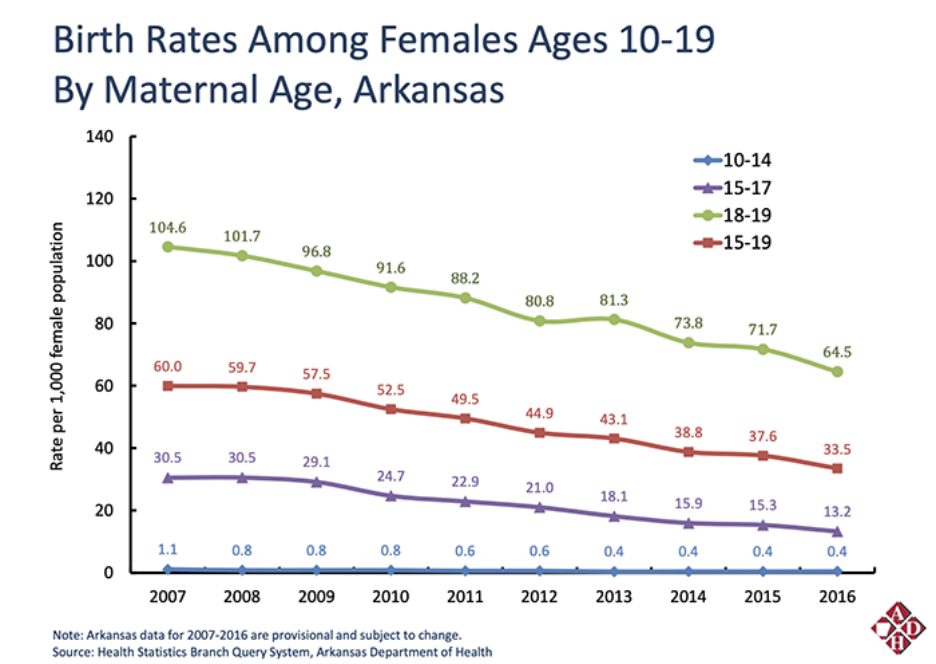 Birth Rates Among Females Ages 10-19
By Maternal Age, Arkansas
Rate per 1,000 female population
140
120
100
80
60
40
20
0
10-14
15-17
18-19
15-19
104.6 101.7 96.8 91.6 88.2 80.8 81.3 73.8 71.7 64.5
60.0 59.7 57.5 52.5 49.5 44.9 43.1 38.8 37.6 33.5
30.5 30.5 29.1 24.7 22.9 21.0 18.1 15.9 15.3 13.2
1.1 0.8 0.8 0.8 0.6 0.6 0.4 0.4 0.4 0.4
2007 2008 2009 2010 2011 2012 2013 2014 2015 2016
Note: Arkansas data for 2007-2016 are provisional and subject to change.
Source: Health Statistics Branch Query System, Arkansas Department of Health
A
D
H